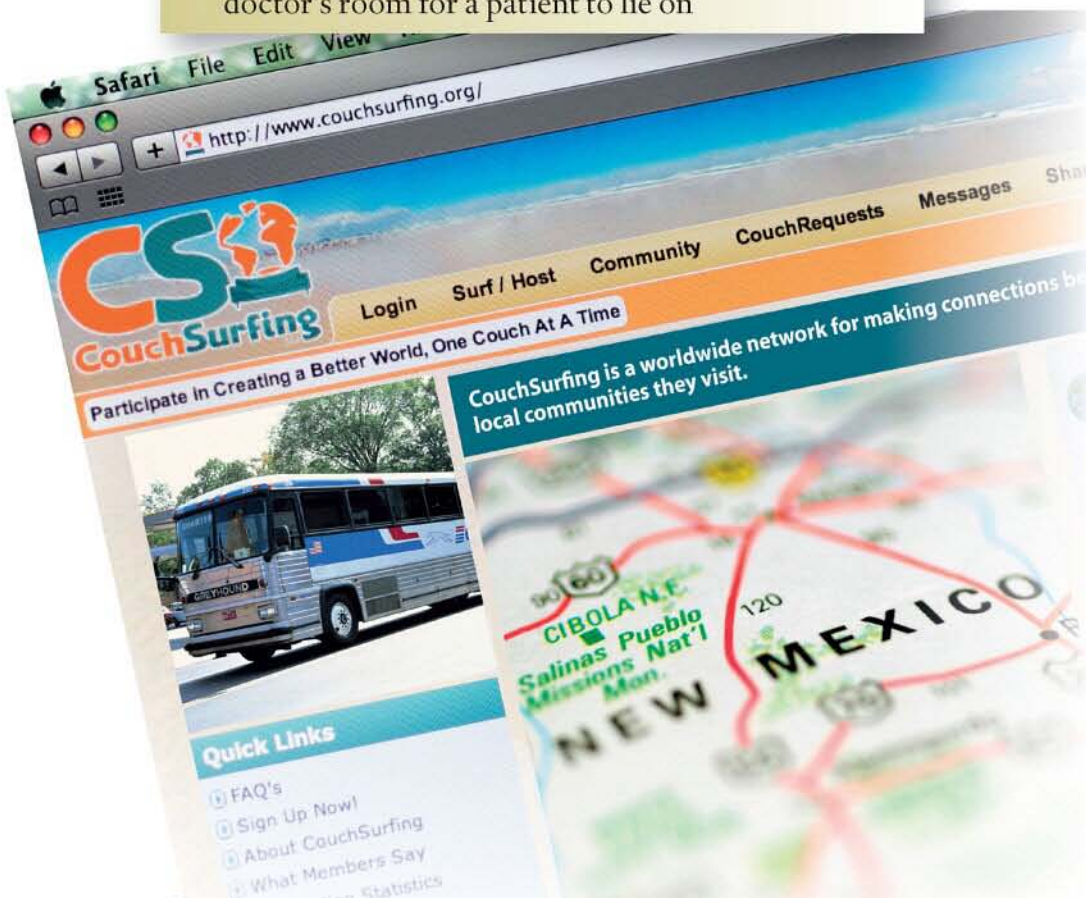 doctor's room for a patient to lie on
Safari File Edit View
http://www.couchsurfing.org/
CS
CouchSurfing
Login Surf / Host Community CouchRequests Messages
Participate in Creating a Better World, One Couch At A Time
CouchSurfing is a worldwide network for making connections
local communities they visit.
GREYHOUND
60
CIBOLA N.F.
Salinas Pueblo
Missions Nat'l
Mon.
120
NEW MEXICO
Quick Links
FAQ's
Sign Up Now!
About CouchSurfing
What Members Say
Statistics